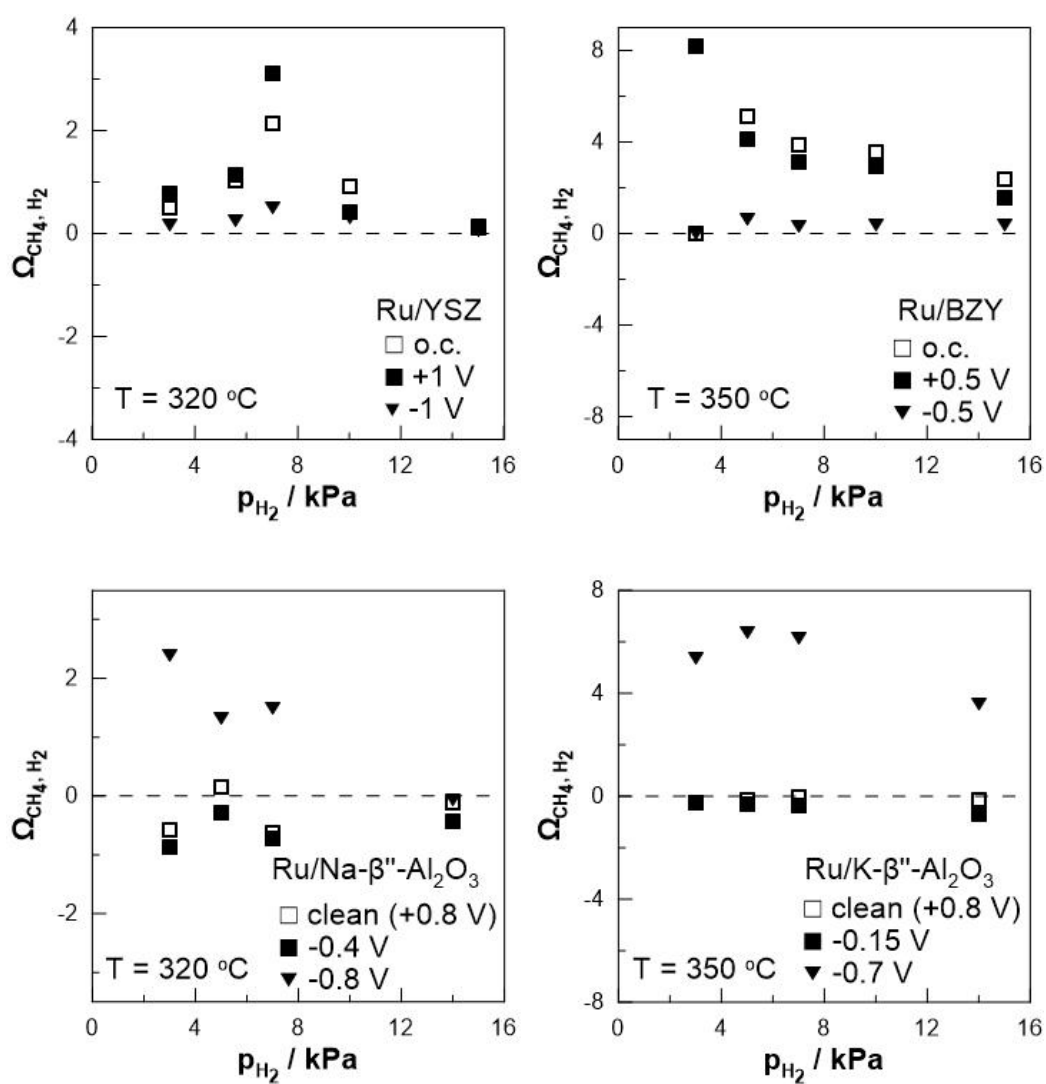 4
2
0
-2
-4
Ω_CH₄, H₂
Ru/YSZ
o.c.
+1 V
-1 V
T = 320 °C
0 4 8 12 16
p_H₂ / kPa
8
4
0
-4
-8
Ω_CH₄, H₂
Ru/BZY
o.c.
+0.5 V
-0.5 V
T = 350 °C
0 4 8 12 16
p_H₂ / kPa
2
0
-2
Ω_CH₄, H₂
Ru/Na-β"-Al₂O₃
clean (+0.8 V)
-0.4 V
-0.8 V
T = 320 °C
0 4 8 12 16
p_H₂ / kPa
8
4
0
-4
-8
Ω_CH₄, H₂
Ru/K-β"-Al₂O₃
clean (+0.8 V)
-0.15 V
-0.7 V
T = 350 °C
0 4 8 12 16
p_H₂ / kPa